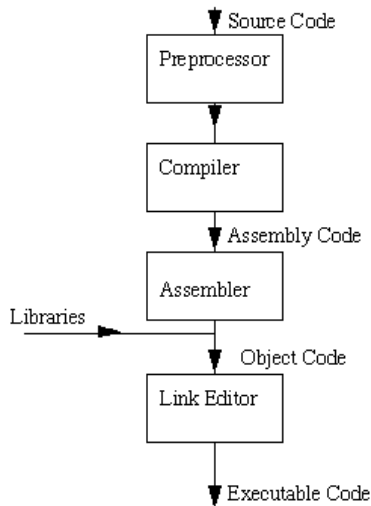 Source Code
Preprocessor
Compiler
Assembly Code
Assembler
Libraries
Object Code
Link Editor
Executable Code